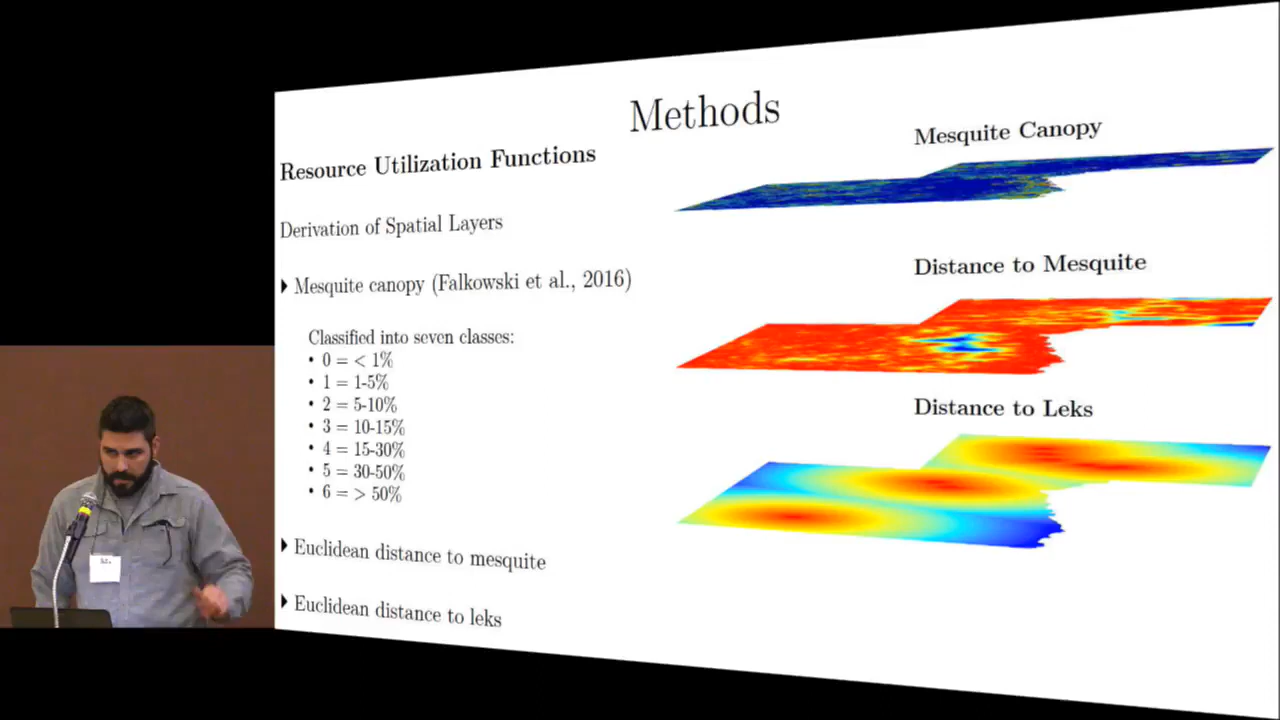 Methods
Resource Utilization Functions
Derivation of Spatial Layers
Mesquite canopy (Falkowski et al., 2016)
Classified into seven classes:
• 0 = < 1%
• 1 = 1-5%
• 2 = 5-10%
• 3 = 10-15%
• 4 = 15-30%
• 5 = 30-50%
• 6 = > 50%
Euclidean distance to mesquite
Euclidean distance to leks
Mesquite Canopy
Distance to Mesquite
Distance to Leks